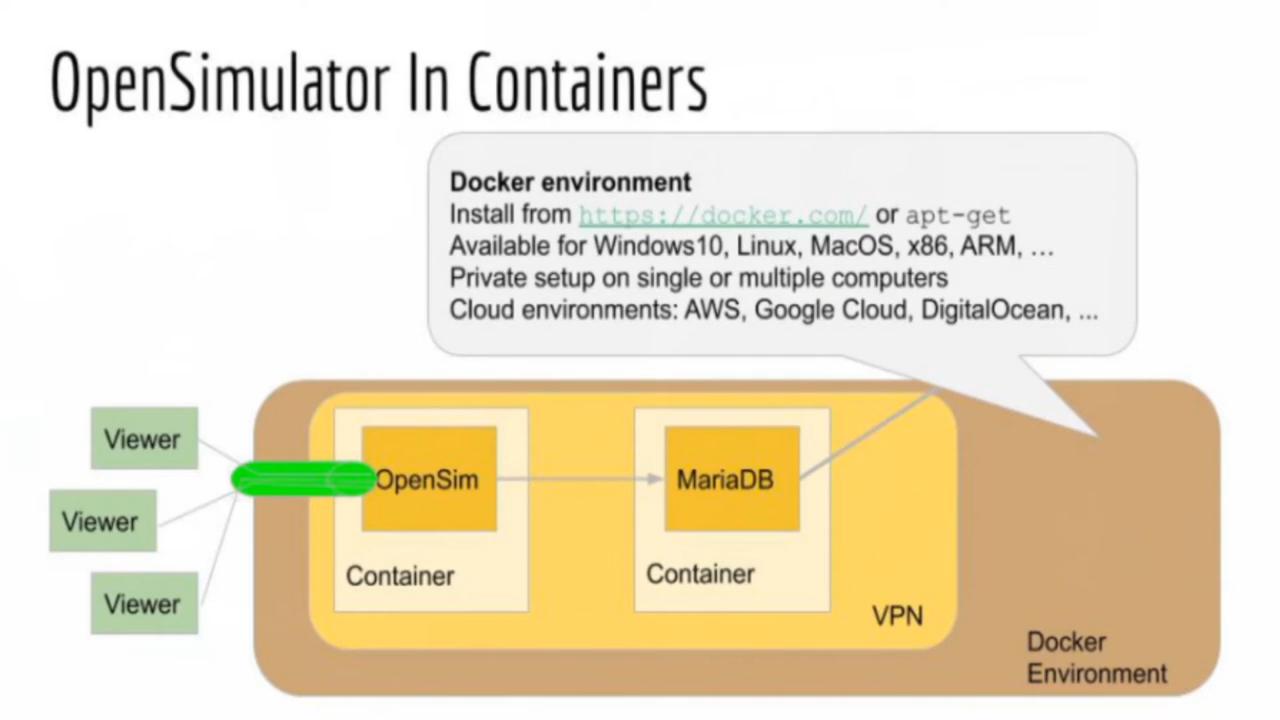 OpenSimulator In Containers
Docker environment
Install from https://docker.com/ or apt-get
Available for Windows10, Linux, MacOS, x86, ARM, …
Private setup on single or multiple computers
Cloud environments: AWS, Google Cloud, DigitalOcean, ...
Viewer
Viewer
Viewer
OpenSim
Container
MariaDB
Container
VPN
Docker
Environment